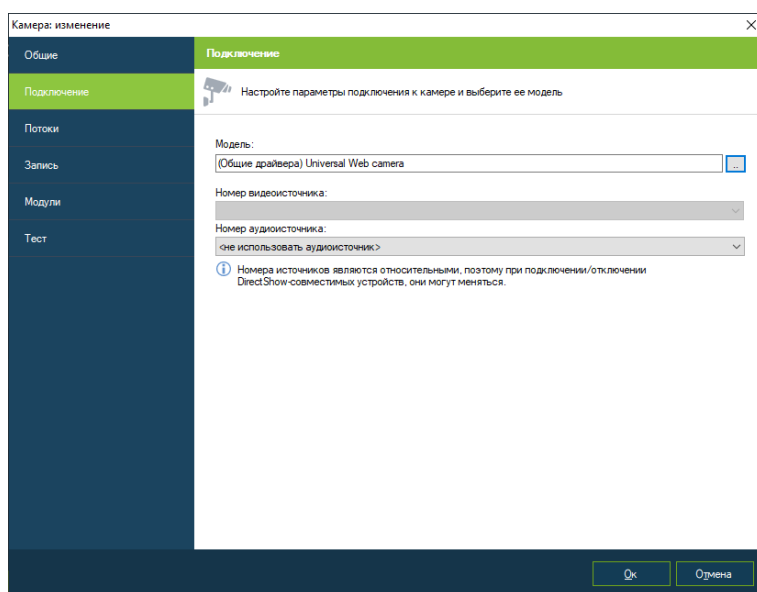 Камера: изменение
Общие
Подключение
Потоки
Запись
Модули
Тест
Подключение
Настройте параметры подключения к камере и выберите ее модель
Модель:
(Общие драйвера) Universal Web camera
..
Номер видеоисточника:
Номер аудиоисточника:
<не использовать аудиоисточник>
Номера источников являются относительными, поэтому при подключении/отключении
DirectShow-совместимых устройств, они могут меняться.
Ок
Отмена